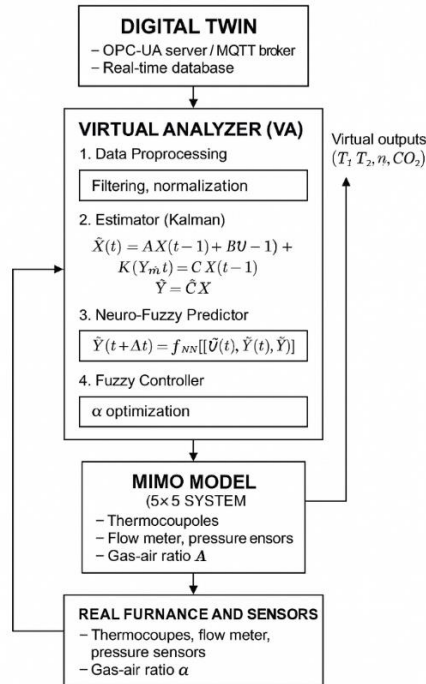 DIGITAL TWIN
– OPC-UA server / MQTT broker
– Real-time database
VIRTUAL ANALYZER (VA)
1. Data Proprocessing
Filtering, normalization
2. Estimator (Kalman)
X̃(t) = AX(t−1) + BU−1) +
K(Y_m̂ t) = C X(t−1)
Ỹ = ĈX
3. Neuro-Fuzzy Predictor
Ŷ(t+Δt) = f_NN[[Ũ(t), Ỹ(t), Ỹ)]
4. Fuzzy Controller
α optimization
Virtual outputs
(T₁ T₂, n, CO₂)
MIMO MODEL
(5×5 SYSTEM
– Thermocoupoles
– Flow meter, pressure ensors
– Gas-air ratio A
REAL FURNANCE AND SENSORS
– Thermocoupes, flow meter,
pressure sensors
– Gas-air ratio α